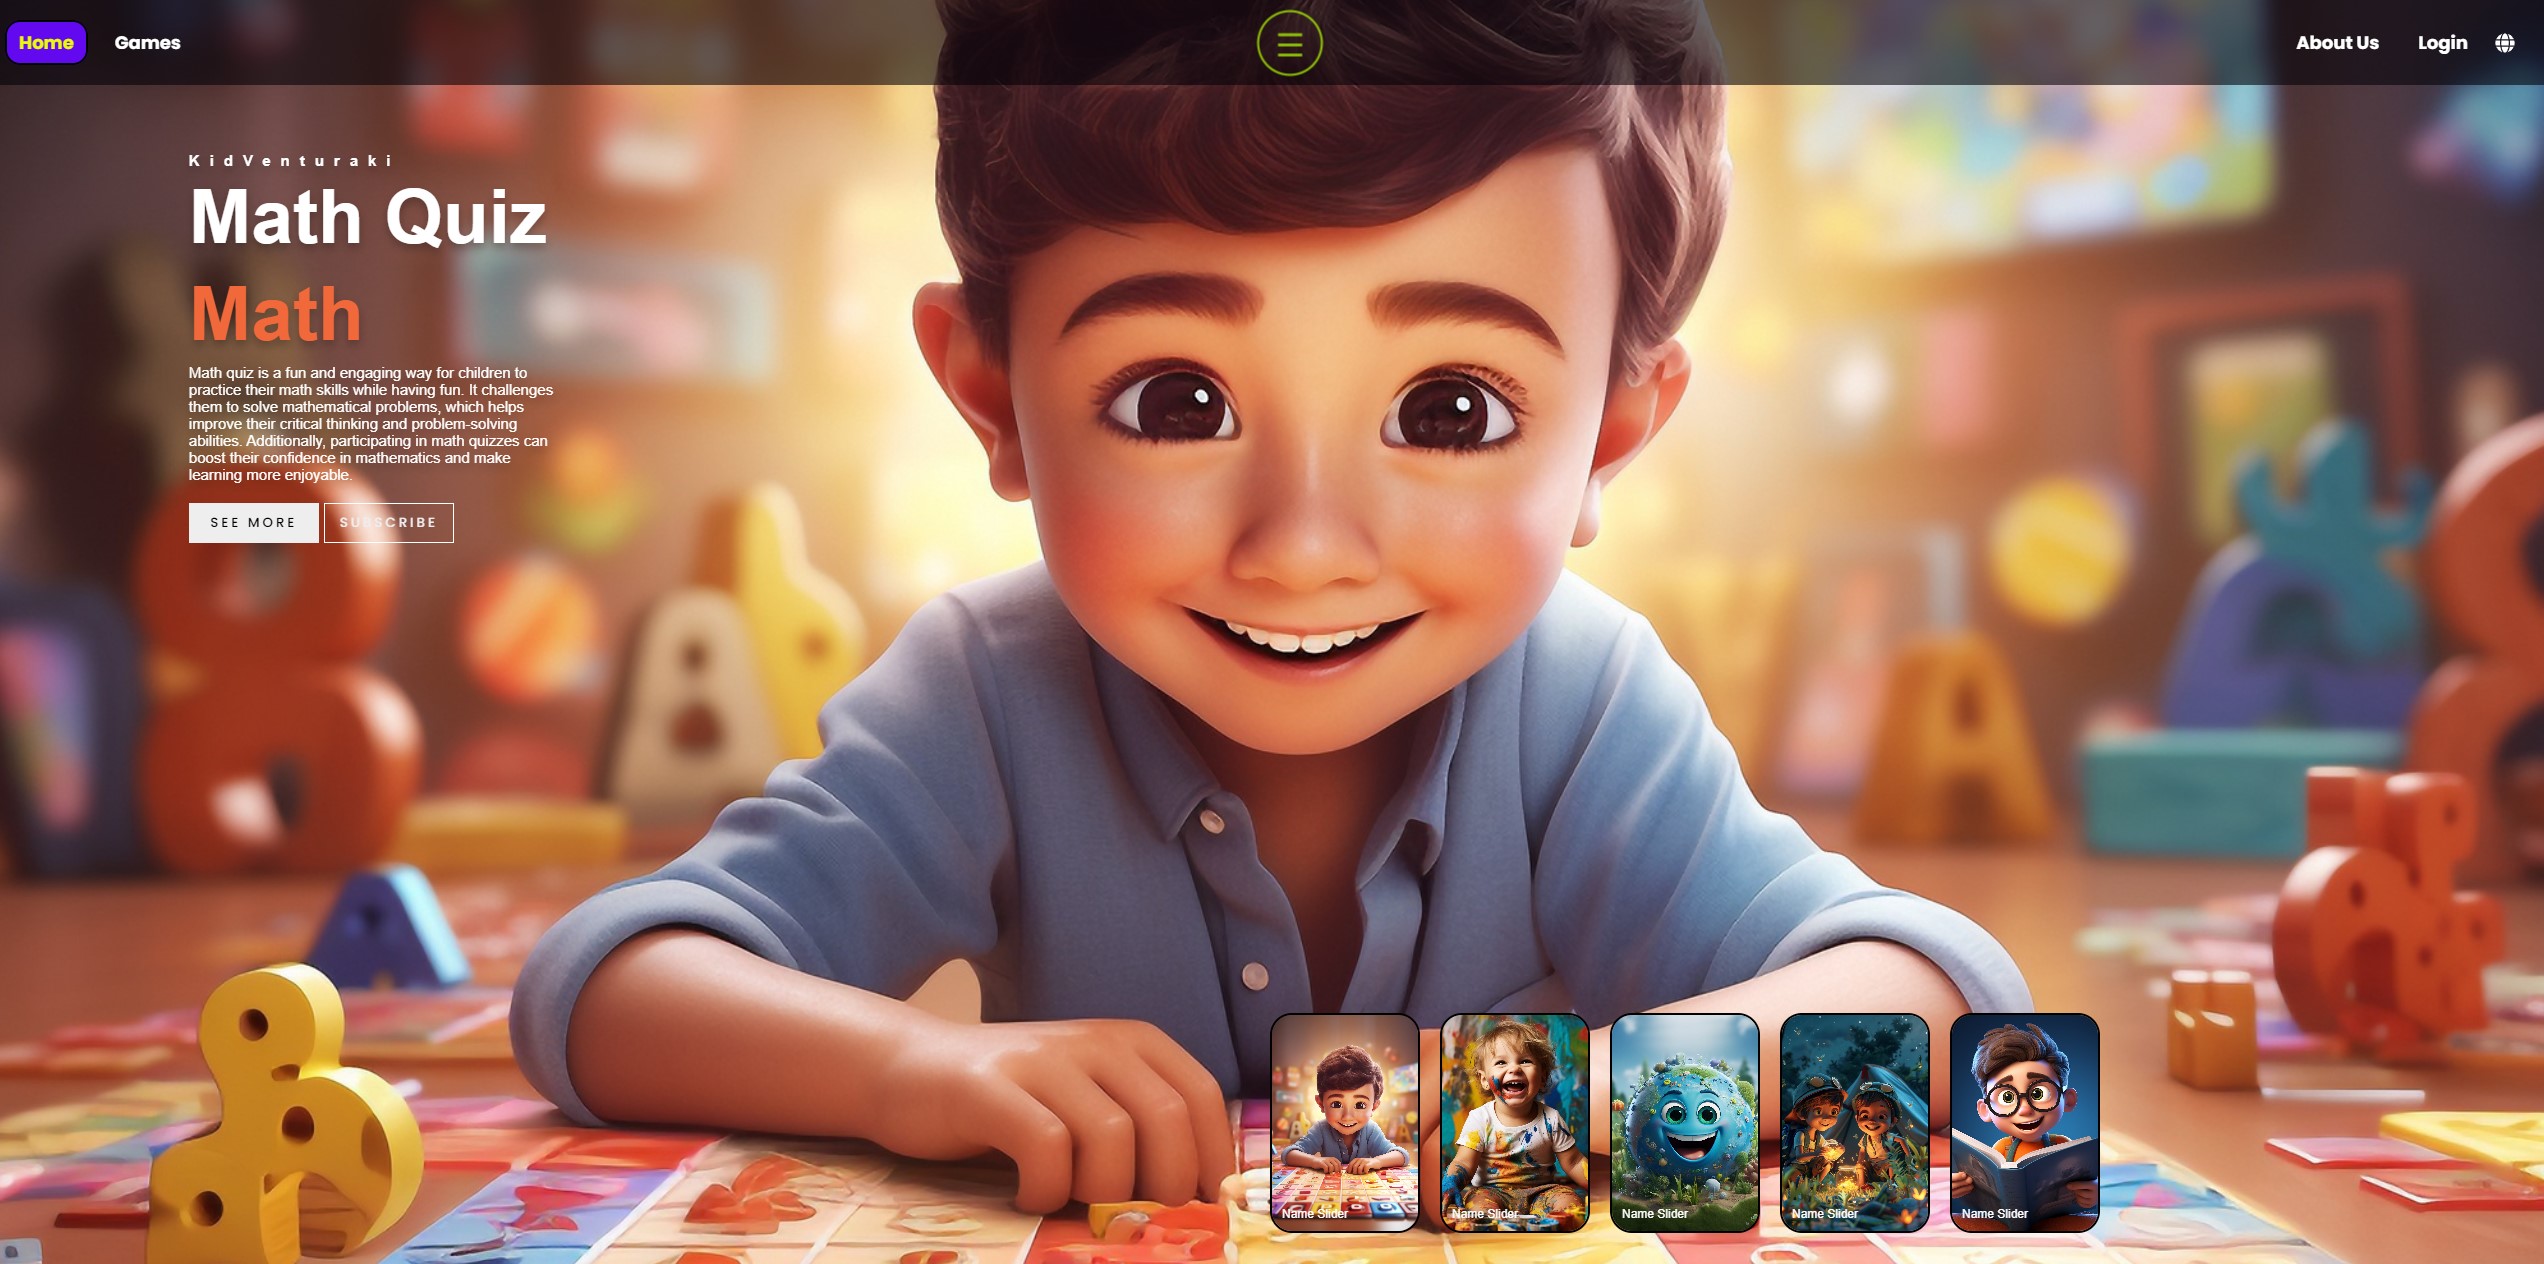 Home
Games
About Us
Login
KidVenturaki
Math Quiz
Math
Math quiz is a fun and engaging way for children to
practice their math skills while having fun. It challenges
them to solve mathematical problems, which helps
improve their critical thinking and problem-solving
abilities. Additionally, participating in math quizzes can
boost their confidence in mathematics and make
learning more enjoyable.
SEE MORE
SUBSCRIBE
Name Slider
Name Slider
Name Slider
Name Slider
Name Slider